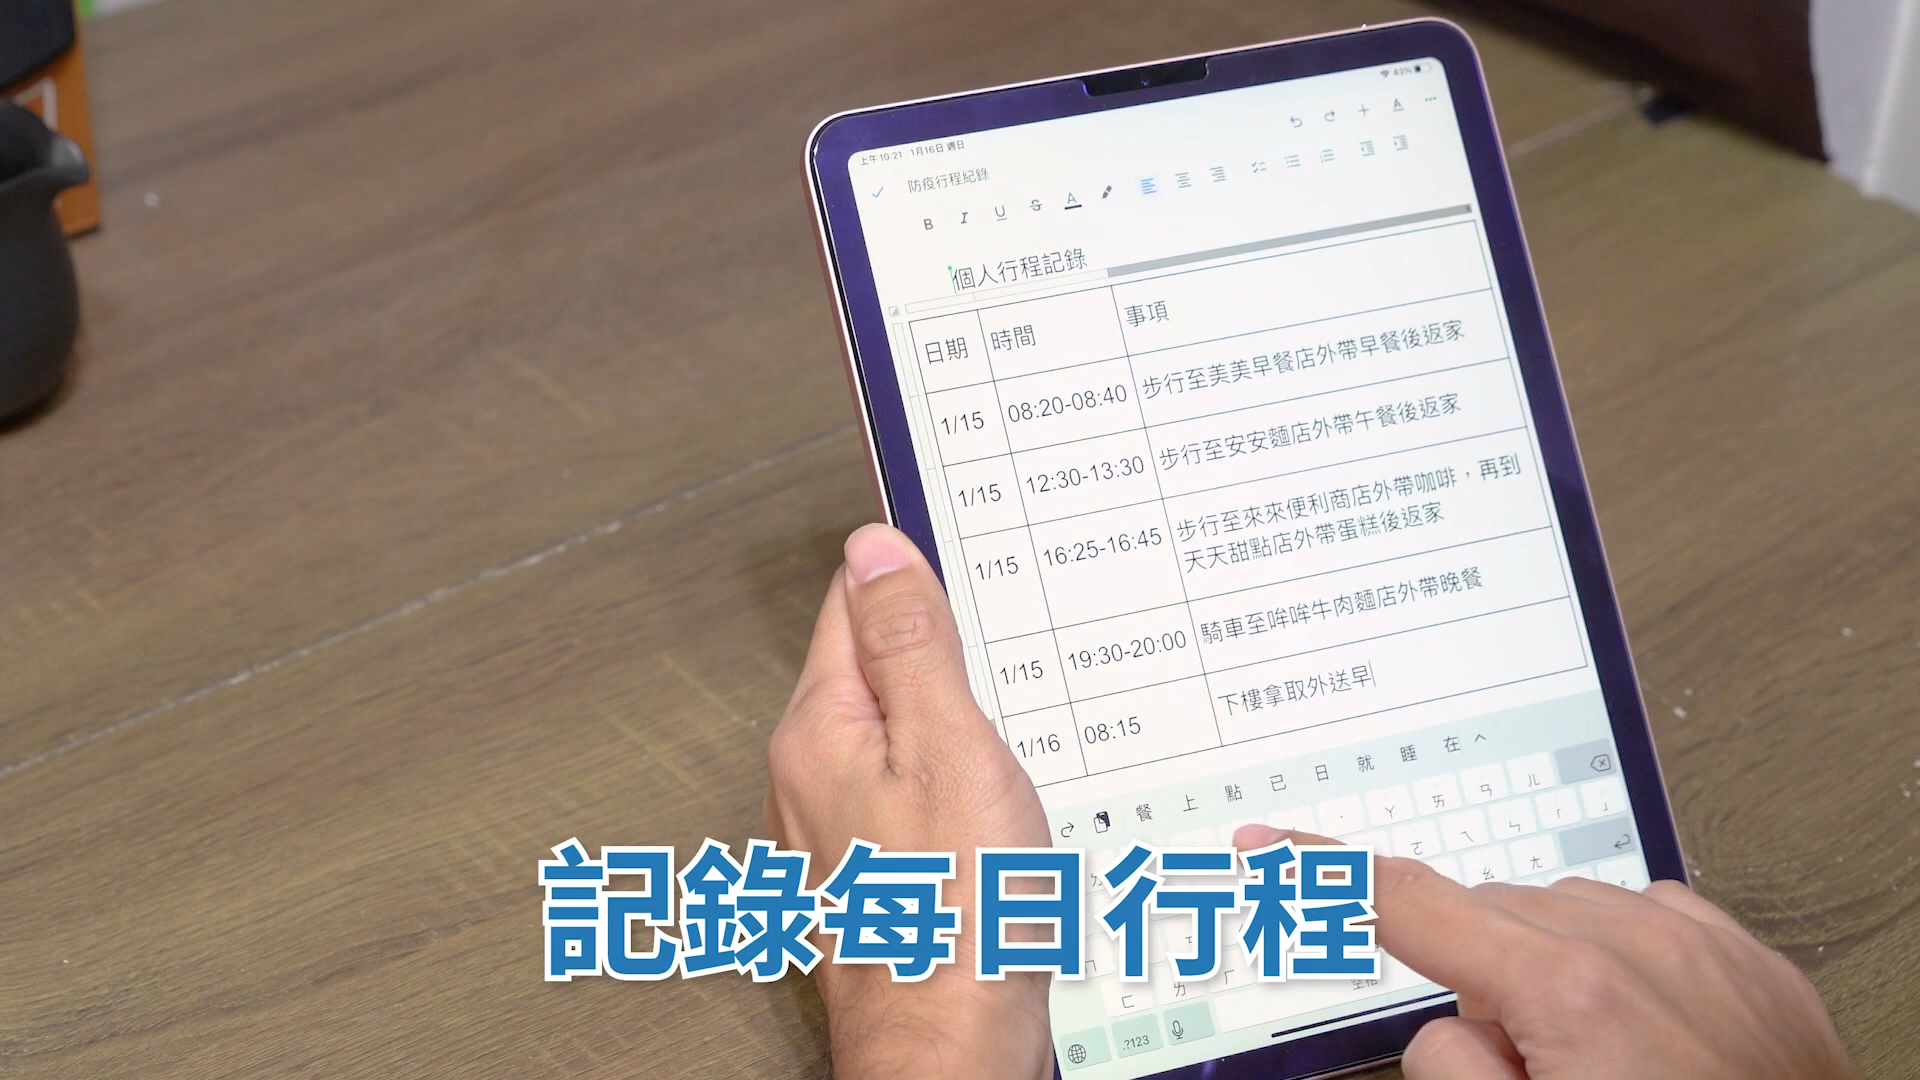 上午10:21 1月16日 週日
43%
防疫行程紀錄
B I U S A
個人行程記錄
日期 時間 事項
1/15 08:20-08:40 步行至美美早餐店外帶早餐後返家
1/15 12:30-13:30 步行至安安麵店外帶午餐後返家
1/15 16:25-16:45 步行至來來便利商店外帶咖啡，再到
天天甜點店外帶蛋糕後返家
1/15 19:30-20:00 騎車至哞哞牛肉麵店外帶晚餐
1/16 08:15 下樓拿取外送早
餐 上 點 已 日 就 睡 在
ㄚ ㄞ ㄢ ㄦ
ㄛ ㄟ ㄣ 「 」
ㄠ ㄤ
ㄈ ㄌ ㄏ
.?123
記錄每日行程